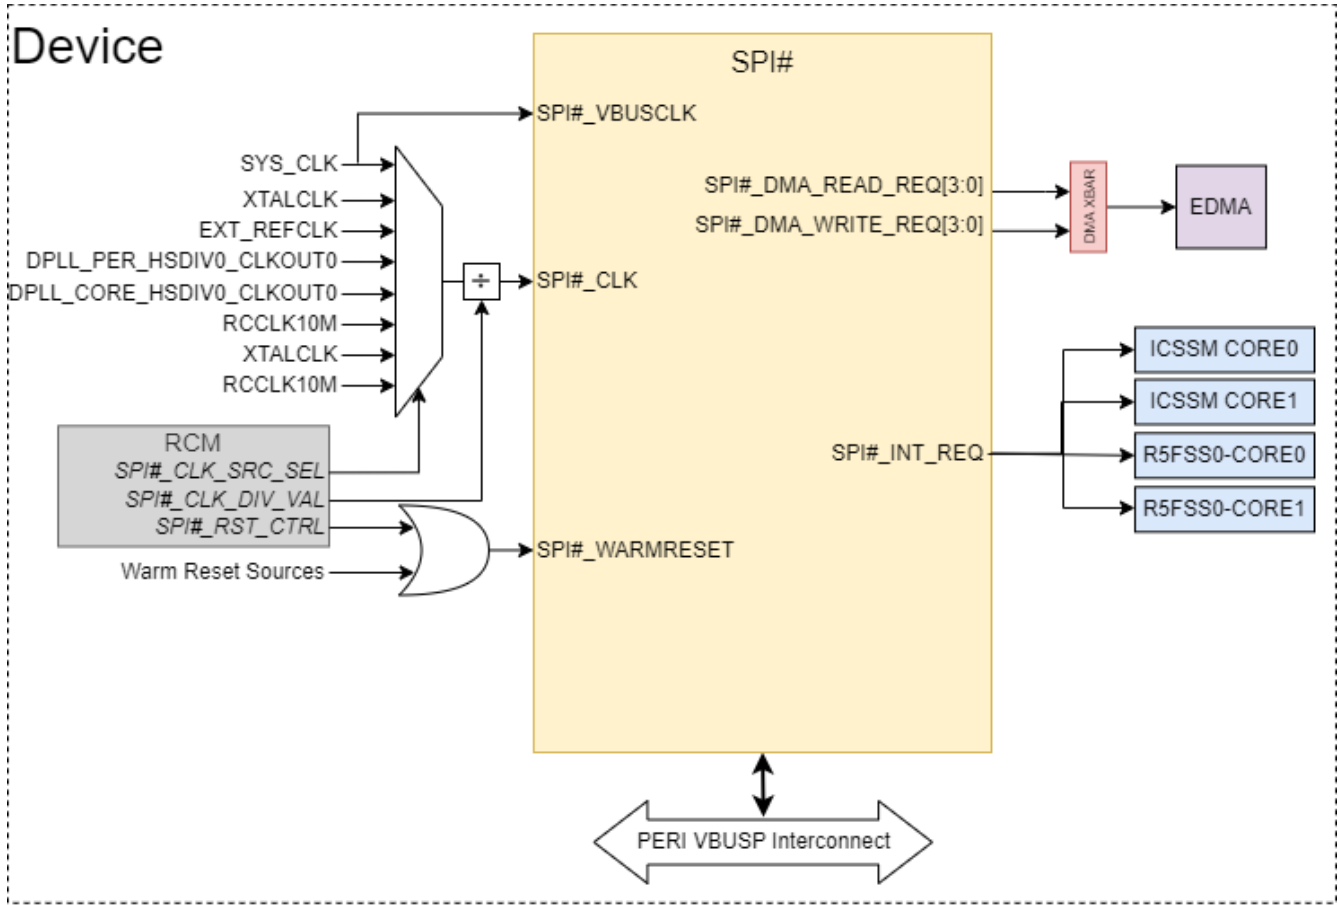 Device
SPI#
SPI#_VBUSCLK
SYS_CLK
XTALCLK
EXT_REFCLK
DPLL_PER_HSDIV0_CLKOUT0
DPLL_CORE_HSDIV0_CLKOUT0
RCCLK10M
XTALCLK
RCCLK10M
÷
SPI#_CLK
SPI#_DMA_READ_REQ[3:0]
SPI#_DMA_WRITE_REQ[3:0]
DMA XBAR
EDMA
RCM
SPI#_CLK_SRC_SEL
SPI#_CLK_DIV_VAL
SPI#_RST_CTRL
Warm Reset Sources
SPI#_WARMRESET
SPI#_INT_REQ
ICSSM CORE0
ICSSM CORE1
R5FSS0-CORE0
R5FSS0-CORE1
PERI VBUSP Interconnect